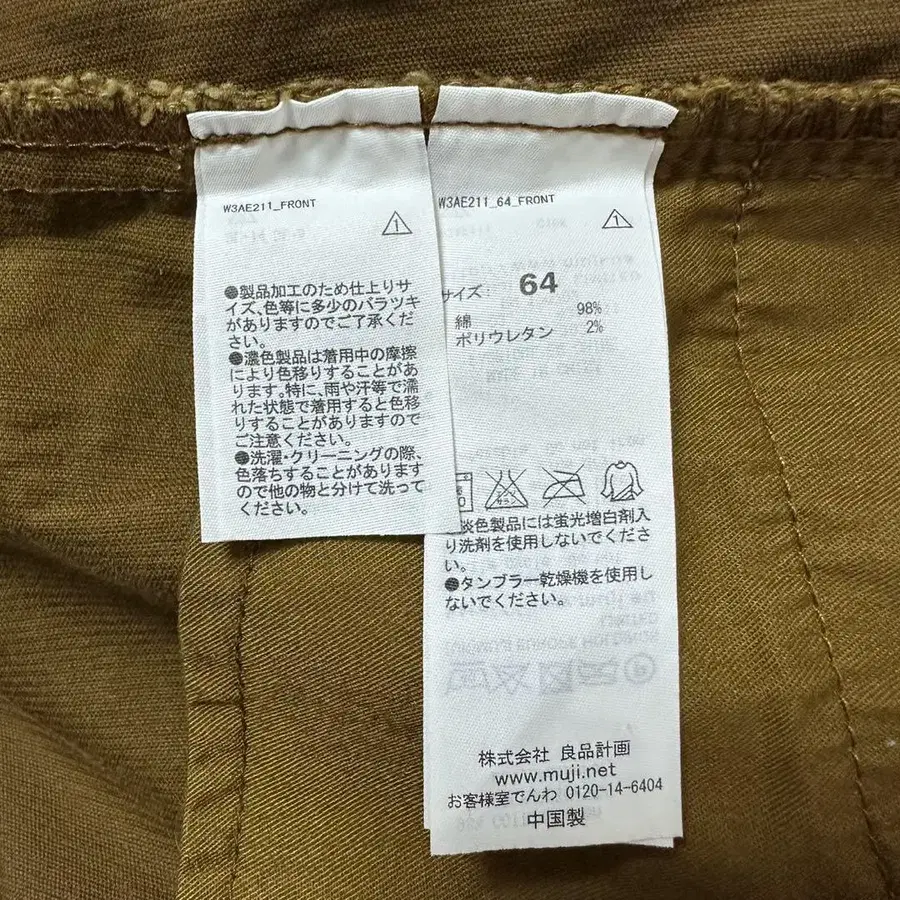 W3AE211_FRONT
1
●製品加工のため仕上りサ
イズ、色等に多少のバラツキ
がありますのでご了承くだ
さい。
●濃色製品は着用中の摩擦
により色移りすることがあ
ります。特に、雨や汗等で濡
れた状態で着用すると色移
りすることがありますので
ご注意ください。
●洗濯・クリーニングの際、
色落ちすることがあります
ので他の物と分けて洗って
ください。
W3AE211_64_FRONT
1
サイズ: 64
綿 98%
ポリウレタン 2%
淡色製品には蛍光増白剤入
り洗剤を使用しないでくださ
い。
●タンブラー乾燥機を使用し
ないでください。
株式会社 良品計画
www.muji.net
お客様室でんわ 0120-14-6404
中国製